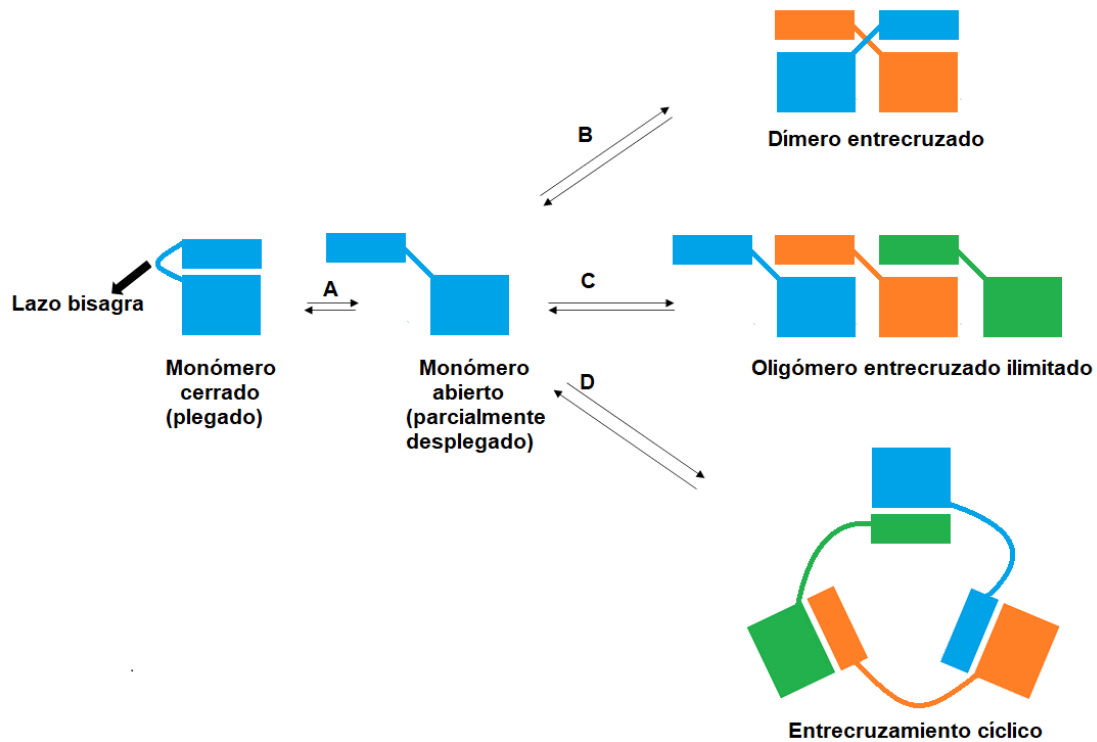 Dímero entrecruzado
B
Lazo bisagra
A
C
Monómero
cerrado
(plegado)
Monómero
abierto
(parcialmente
desplegado)
Oligómero entrecruzado ilimitado
D
Entrecruzamiento cíclico